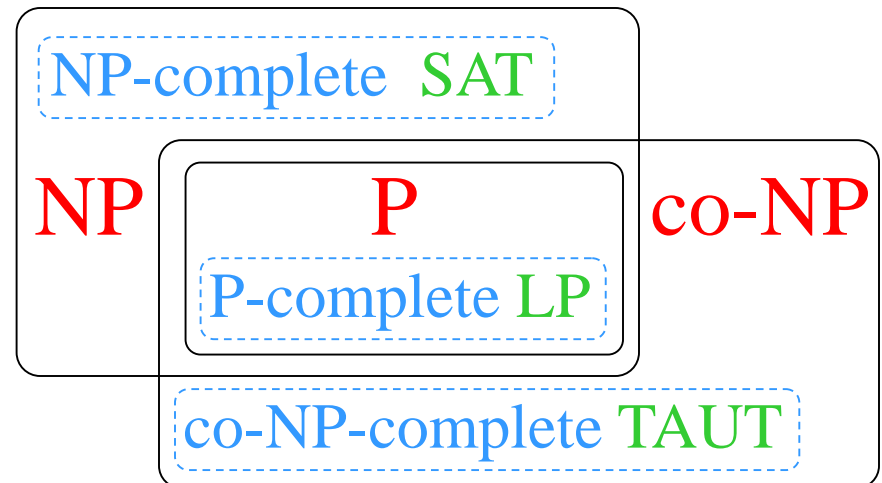 NP-complete SAT
NP P co-NP
P-complete LP
co-NP-complete TAUT